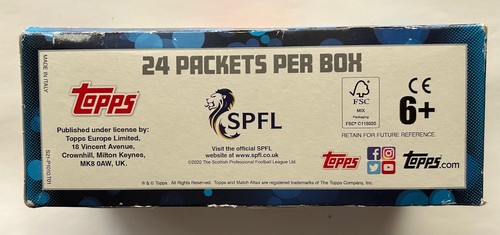 24 PACKETS PER BOX
MADE IN ITALY
Topps
Published under license by:
Topps Europe Limited,
18 Vincent Avenue,
Crownhill, Milton Keynes,
MK8 0AW, UK.
SPFL
Visit the official SPFL
website at www.spfl.co.uk
©2020 The Scottish Professional Football League Ltd.
FSC
MIX
Packaging
FSC® C115020
CE
6+
RETAIN FOR FUTURE REFERENCE.
Topps
Topps.com
® & © Topps. All Rights Reserved. Topps and Match Attax are registered trademarks of The Topps Company, Inc.